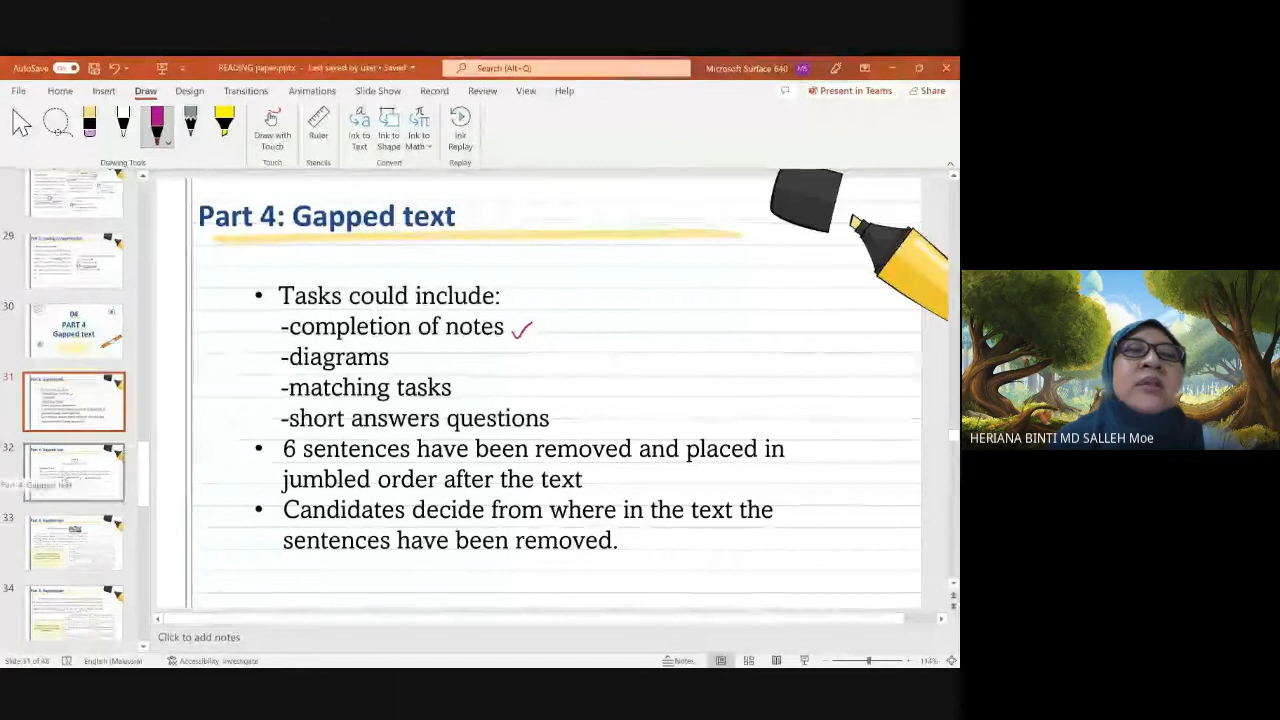 AutoSave On READING paper.pptx - Last saved by user • Saved Search (Alt+Q) Microsoft Surface 640 MS
File Home Insert Draw Design Transitions Animations Slide Show Record Review View Help Present in Teams Share
Draw with Touch Ruler Ink to Text Ink to Shape Ink to Math Ink Replay
Drawing Tools Touch Stencils Convert Replay
Part 4: Gapped text
• Tasks could include:
-completion of notes
-diagrams
-matching tasks
-short answers questions
• 6 sentences have been removed and placed in
jumbled order after the text
• Candidates decide from where in the text the
sentences have been removed.
29
30
04
PART 4
Gapped text
31
32
Part 4: Gapped text
33
34
HERIANA BINTI MD SALLEH Moe
Click to add notes
Slide 31 of 48 English (Malaysia) Accessibility: Investigate Notes 114%